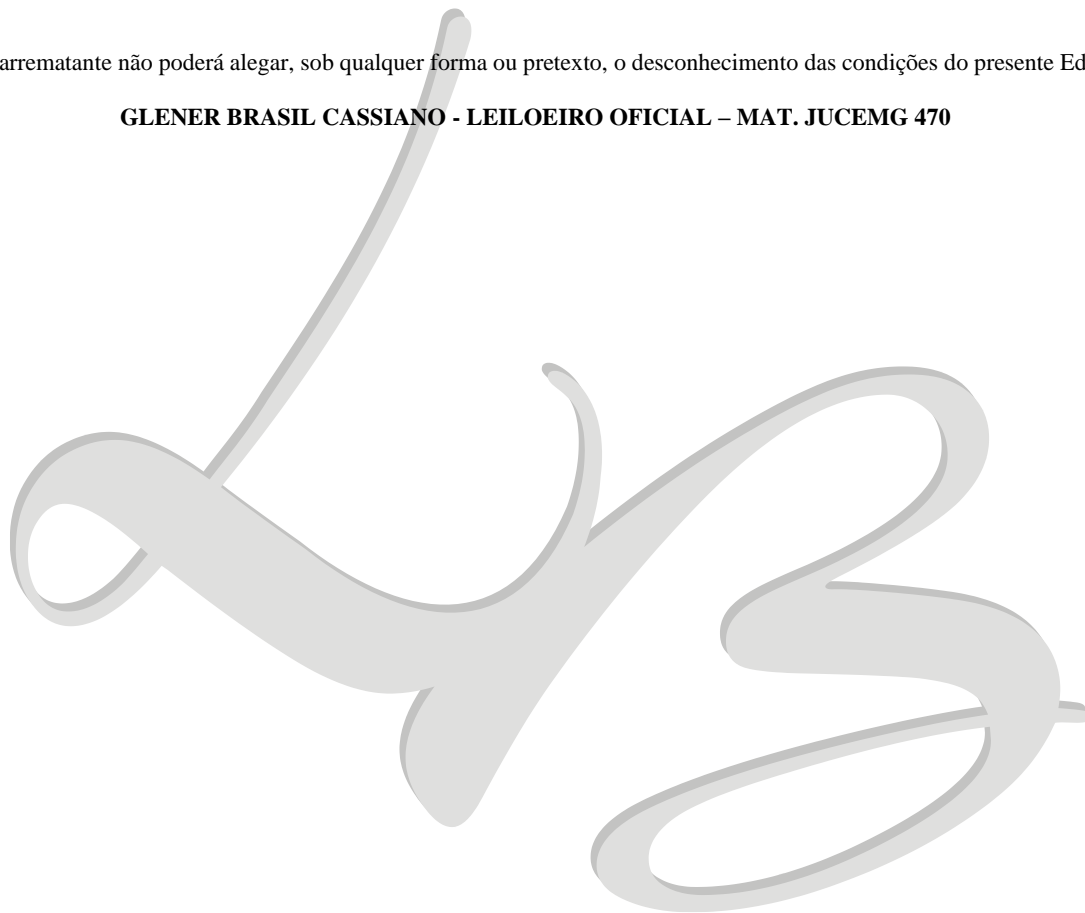 arrematante não poderá alegar, sob qualquer forma ou pretexto, o desconhecimento das condições do presente Ed
GLENER BRASIL CASSIANO - LEILOEIRO OFICIAL – MAT. JUCEMG 470
LB